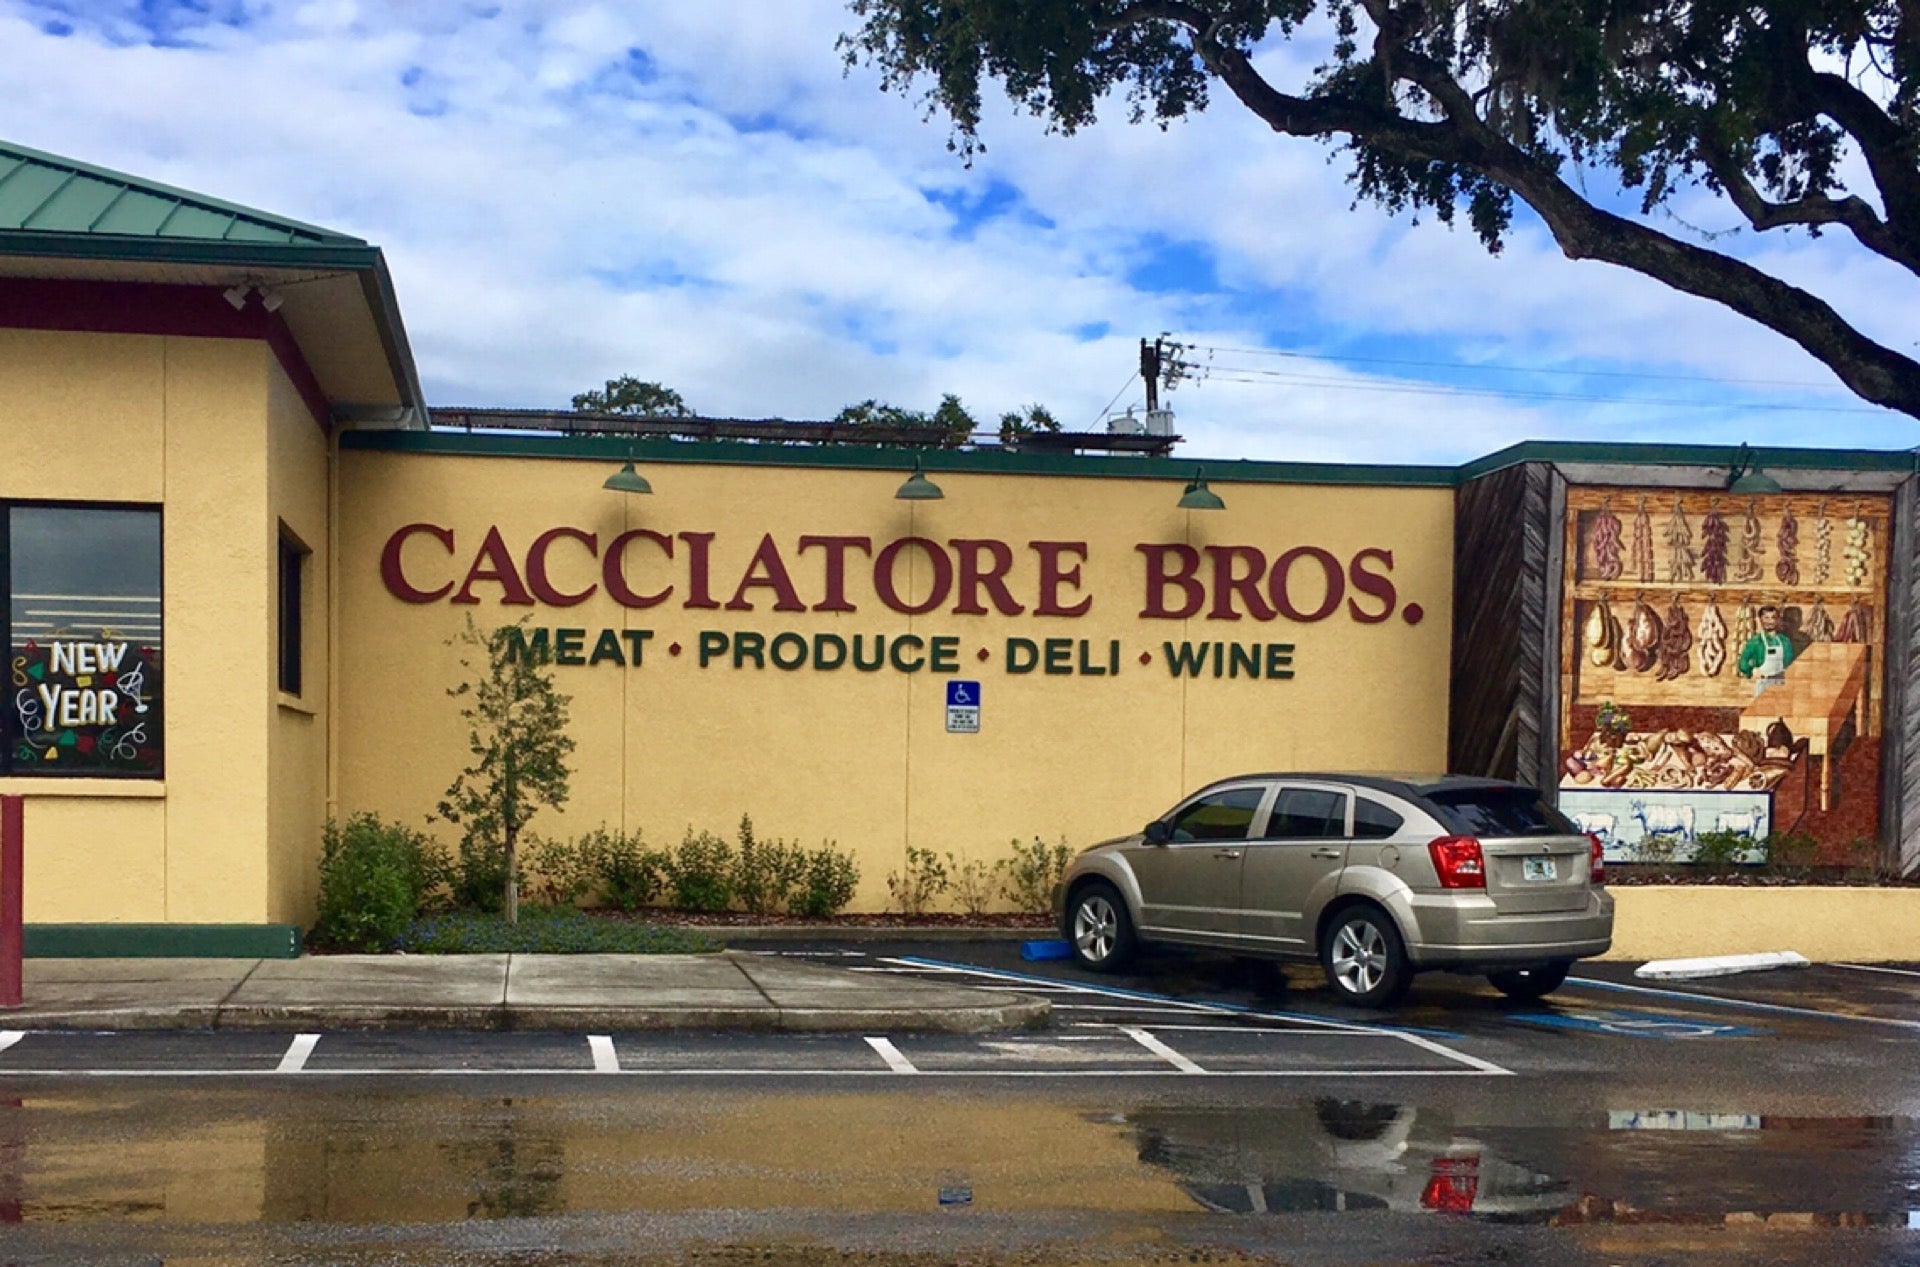 CACCIATORE BROS.
MEAT • PRODUCE • DELI • WINE
NEW
YEAR